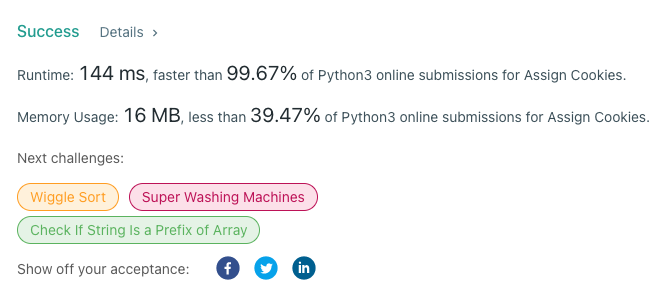 Success Details >
Runtime: 144 ms, faster than 99.67% of Python3 online submissions for Assign Cookies.
Memory Usage: 16 MB, less than 39.47% of Python3 online submissions for Assign Cookies.
Next challenges:
Wiggle Sort Super Washing Machines
Check If String Is a Prefix of Array
Show off your acceptance: f in